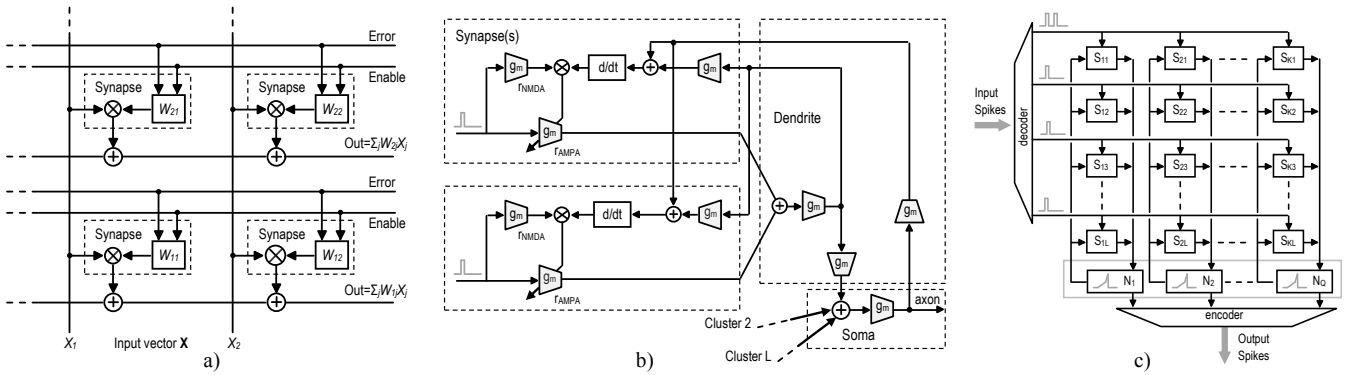 Error
Enable
Synapse
W21
Synapse
W22
Out=ΣjW2jXj
Error
Enable
Synapse
W11
Synapse
W12
Out=ΣjW1jXj
X1
Input vector X
X2
a)
Synapse(s)
gm
rNMDA
d/dt
gm
gm
rAMPA
gm
rNMDA
d/dt
gm
gm
rAMPA
Dendrite
gm
gm
gm
gm
axon
Soma
Cluster 2
Cluster L
b)
Input
Spikes
decoder
S11
S21
SK1
S12
S22
SK2
S13
S23
SK3
S1L
S2L
SKL
N1
N2
NQ
encoder
Output
Spikes
c)